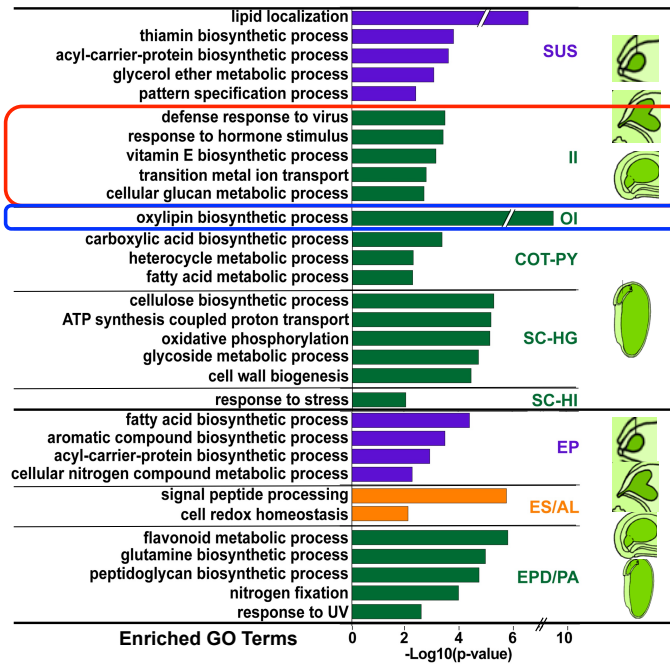 lipid localization
thiamin biosynthetic process
SUS
acyl-carrier-protein biosynthetic process
glycerol ether metabolic process
pattern specification process
defense response to virus
response to hormone stimulus
vitamin E biosynthetic process
II
transition metal ion transport
cellular glucan metabolic process
oxylipin biosynthetic process
OI
carboxylic acid biosynthetic process
heterocycle metabolic process
COT-PY
fatty acid metabolic process
cellulose biosynthetic process
ATP synthesis coupled proton transport
oxidative phosphorylation
SC-HG
glycoside metabolic process
cell wall biogenesis
response to stress
SC-HI
fatty acid biosynthetic process
aromatic compound biosynthetic process
EP
acyl-carrier-protein biosynthetic process
cellular nitrogen compound metabolic process
signal peptide processing
ES/AL
cell redox homeostasis
flavonoid metabolic process
glutamine biosynthetic process
peptidoglycan biosynthetic process
EPD/PA
nitrogen fixation
response to UV
0 2 4 6 // 10
Enriched GO Terms
-Log10(p-value)